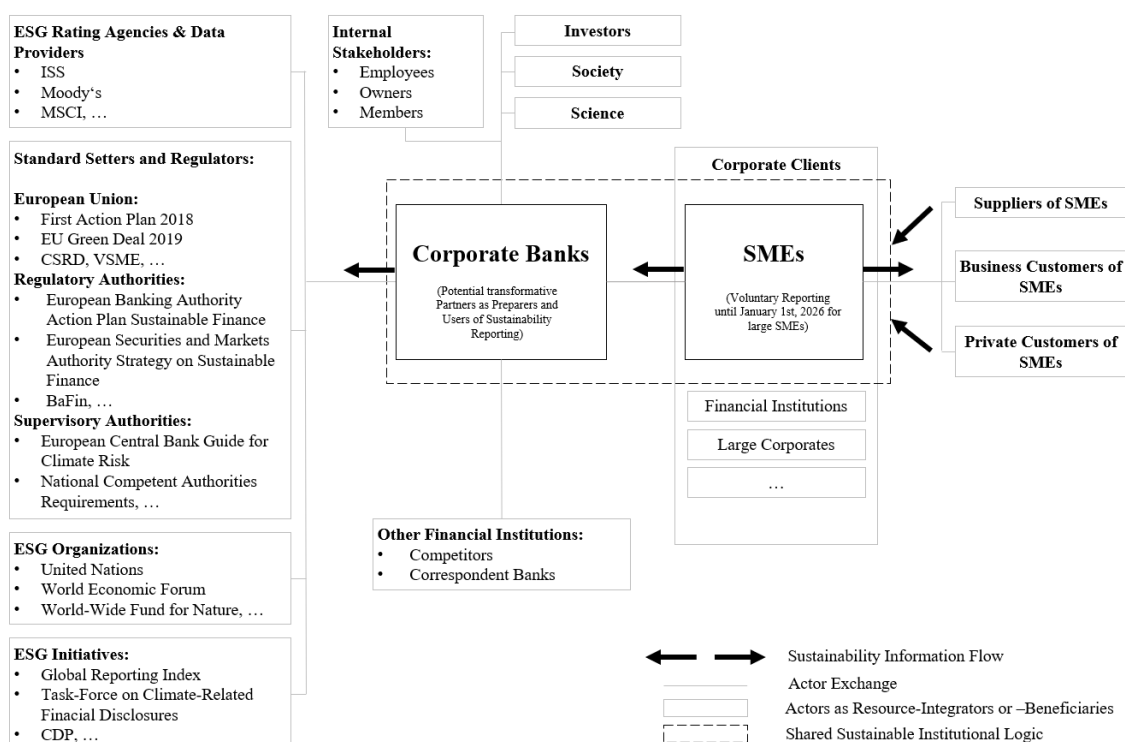 ESG Rating Agencies & Data
Providers
• ISS
• Moody‘s
• MSCI, …
Standard Setters and Regulators:
European Union:
• First Action Plan 2018
• EU Green Deal 2019
• CSRD, VSME, …
Regulatory Authorities:
• European Banking Authority
Action Plan Sustainable Finance
• European Securities and Markets
Authority Strategy on Sustainable
Finance
• BaFin, …
Supervisory Authorities:
• European Central Bank Guide for
Climate Risk
• National Competent Authorities
Requirements, …
ESG Organizations:
• United Nations
• World Economic Forum
• World-Wide Fund for Nature, …
ESG Initiatives:
• Global Reporting Index
• Task-Force on Climate-Related
Finacial Disclosures
• CDP, …
Internal
Stakeholders:
• Employees
• Owners
• Members
Investors
Society
Science
Corporate Banks
(Potential transformative
Partners as Preparers and
Users of Sustainability
Reporting)
Other Financial Institutions:
• Competitors
• Correspondent Banks
Corporate Clients
SMEs
(Voluntary Reporting
until January 1st, 2026 for
large SMEs)
Financial Institutions
Large Corporates
…
Suppliers of SMEs
Business Customers of
SMEs
Private Customers of
SMEs
Sustainability Information Flow
Actor Exchange
Actors as Resource-Integrators or –Beneficiaries
Shared Sustainable Institutional Logic